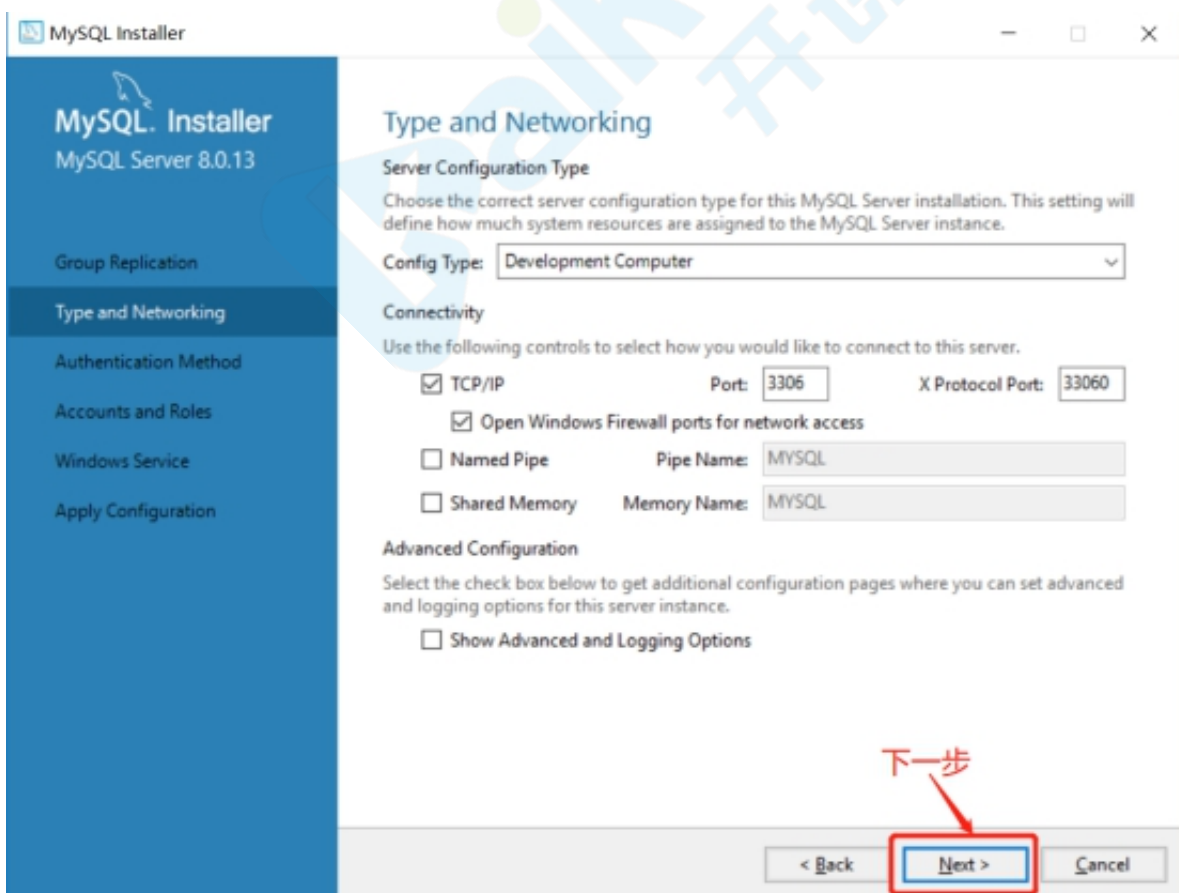 MySQL Installer
MySQL. Installer
MySQL Server 8.0.13
Group Replication
Type and Networking
Authentication Method
Accounts and Roles
Windows Service
Apply Configuration
Type and Networking
Server Configuration Type
Choose the correct server configuration type for this MySQL Server installation. This setting will
define how much system resources are assigned to the MySQL Server instance.
Config Type: Development Computer
Connectivity
Use the following controls to select how you would like to connect to this server.
TCP/IP Port: 3306 X Protocol Port: 33060
Open Windows Firewall ports for network access
Named Pipe Pipe Name: MYSQL
Shared Memory Memory Name: MYSQL
Advanced Configuration
Select the check box below to get additional configuration pages where you can set advanced
and logging options for this server instance.
Show Advanced and Logging Options
下一步
< Back Next > Cancel